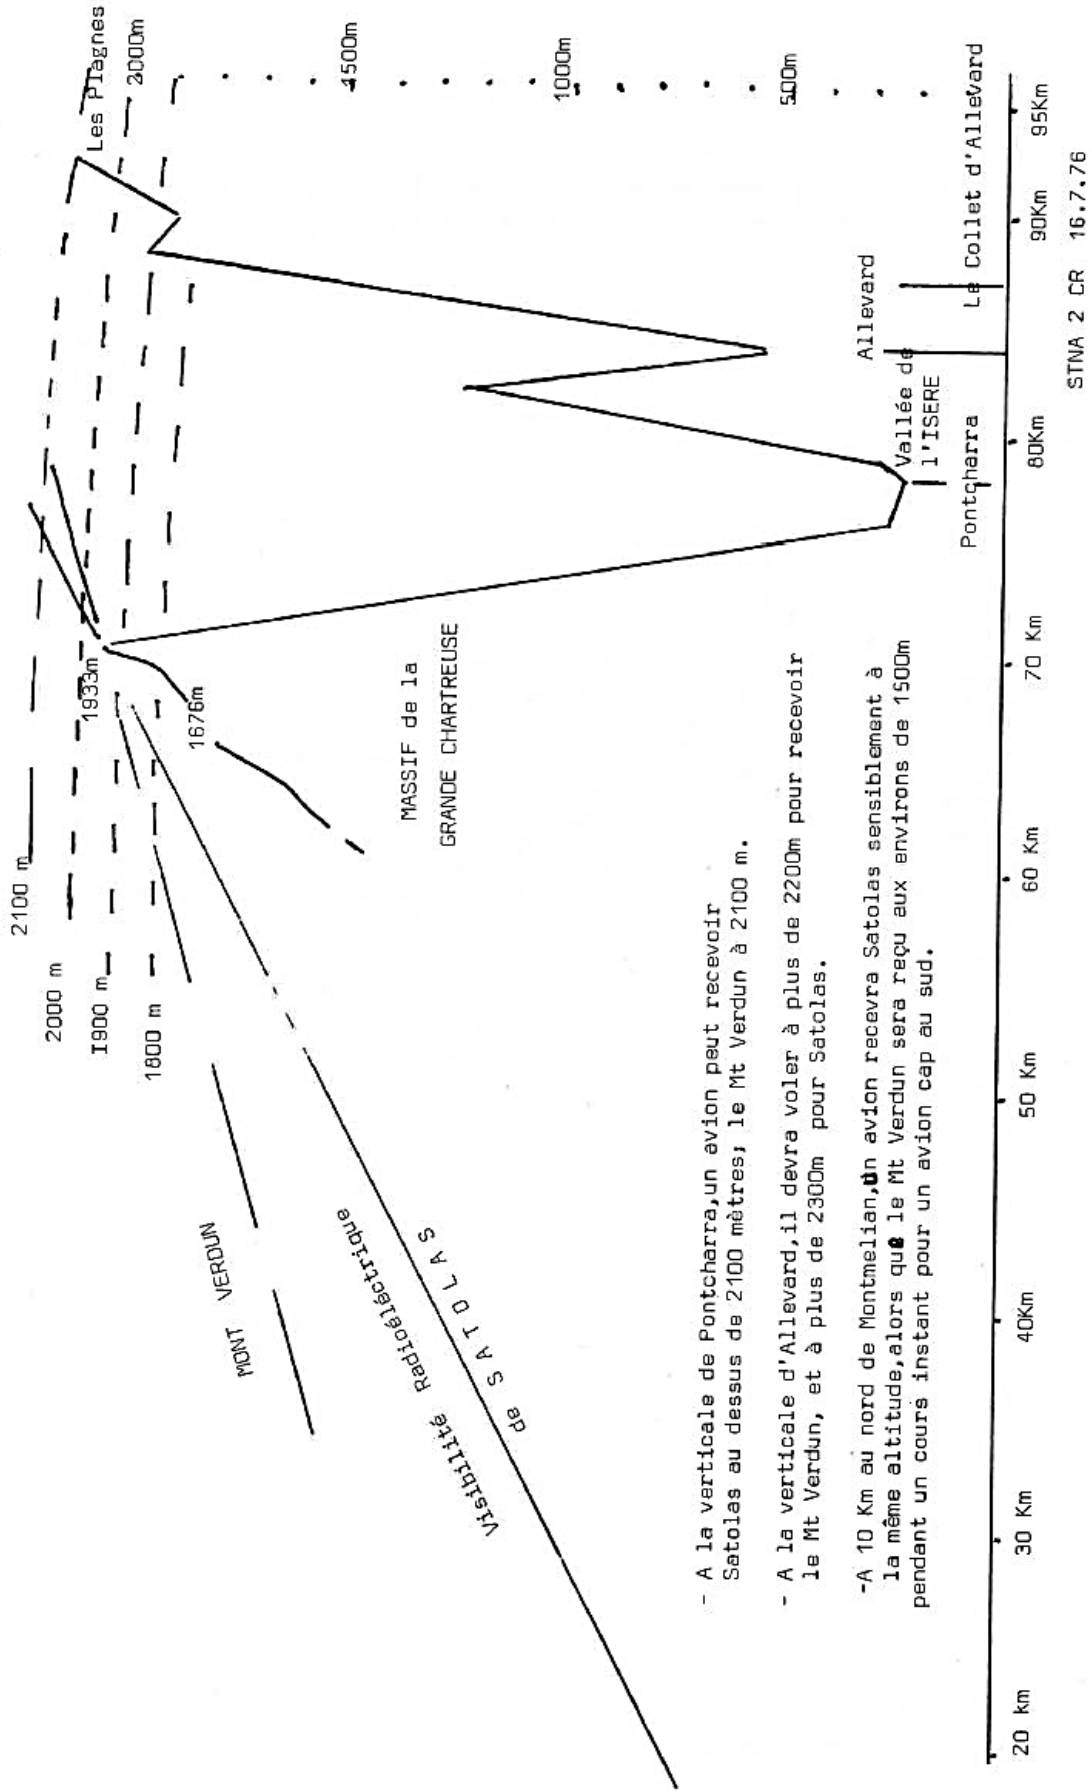 2100 m
2000 m
I900 m
1800 m
1933m
1676m
Les Plagnes
2000m
1500m
1000m
500m
MONT VERDUN
Visibilité Radioéléctrique
de SATOLAS
MASSIF de la
GRANDE CHARTREUSE
Vallée de
l'ISERE
Pontcharra
Allevard
Le Collet d'Allevard
- A la verticale de Pontcharra,un avion peut recevoir
Satolas au dessus de 2100 mètres; le Mt Verdun à 2100 m.
- A la verticale d'Allevard,il devra voler à plus de 2200m pour recevoir
le Mt Verdun, et à plus de 2300m pour Satolas.
-A 10 Km au nord de Montmelian,un avion recevra Satolas sensiblement à
la même altitude,alors que le Mt Verdun sera reçu aux environs de 1500m
pendant un cours instant pour un avion cap au sud.
20 km
30 Km
40Km
50 Km
60 Km
70 Km
80Km
90Km
95Km
STNA 2 CR 16.7.76